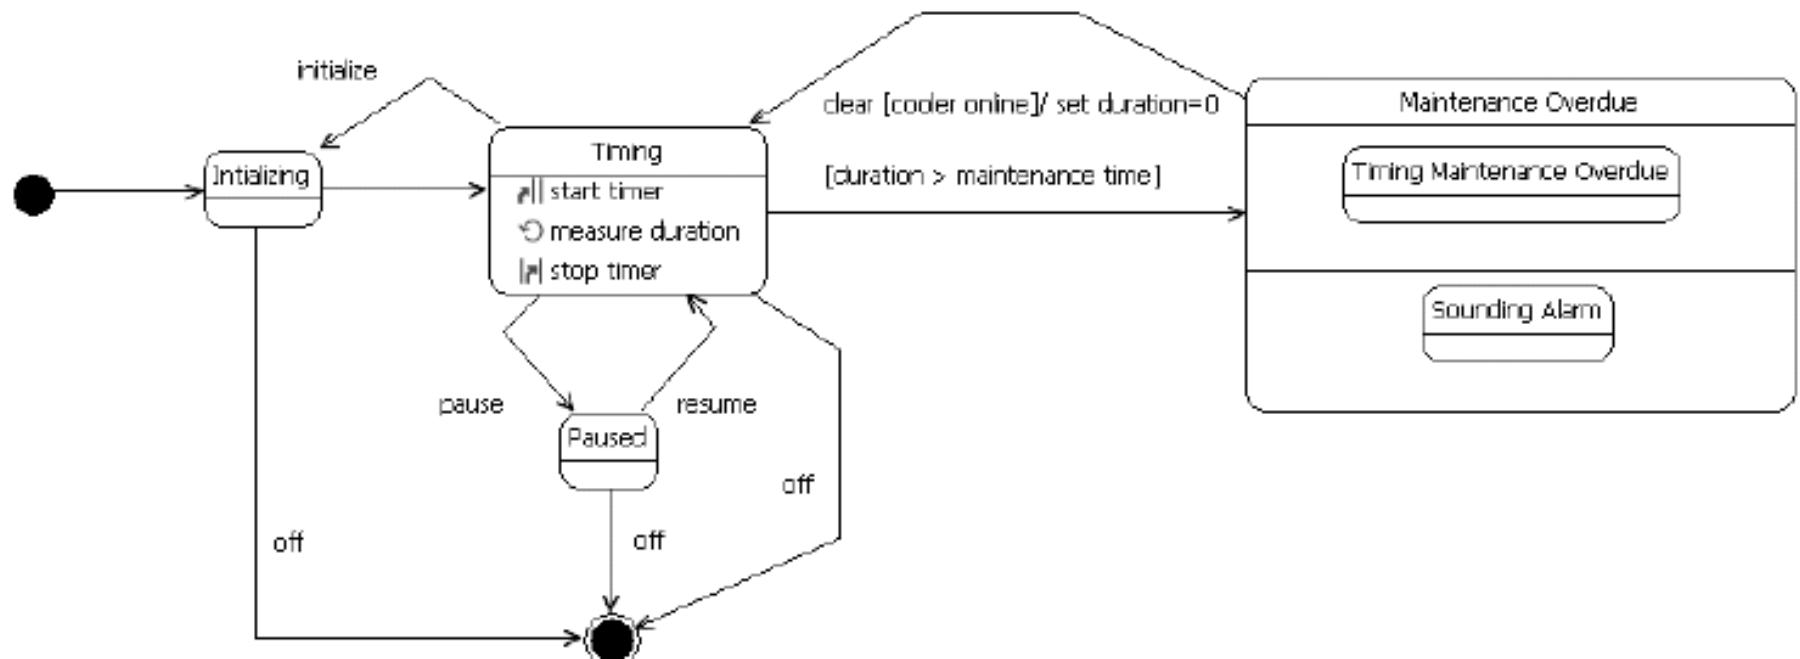 initialize
clear [cooler online]/ set duration=0
Maintenance Overdue
Timing
Intializing
start timer
[duration > maintenance time]
Timing Maintenance Overdue
measure duration
stop timer
Sounding Alarm
pause
resume
Paused
off
off
off